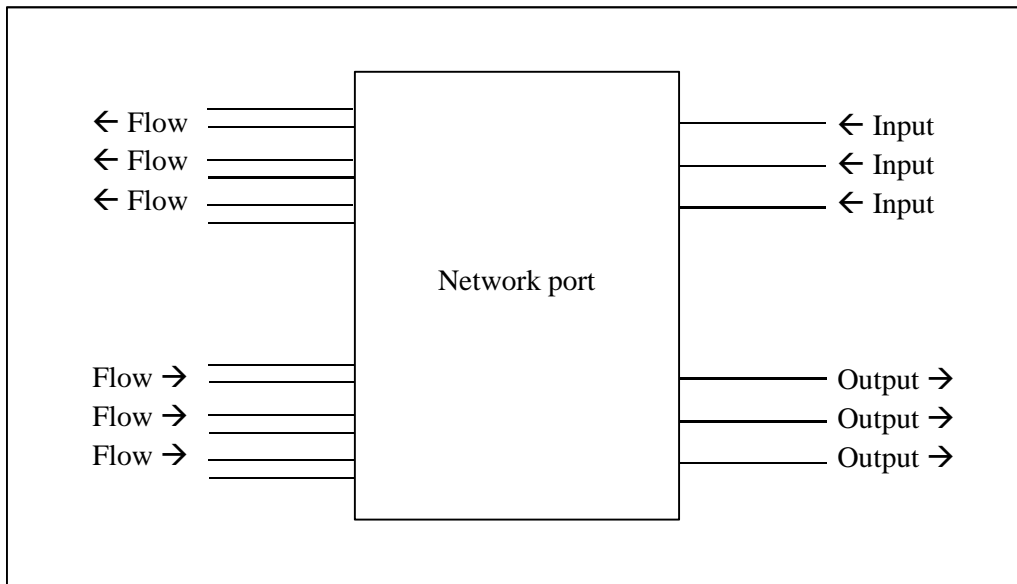 ← Flow
← Flow
← Flow
← Input
← Input
← Input
Network port
Flow →
Flow →
Flow →
Output →
Output →
Output →